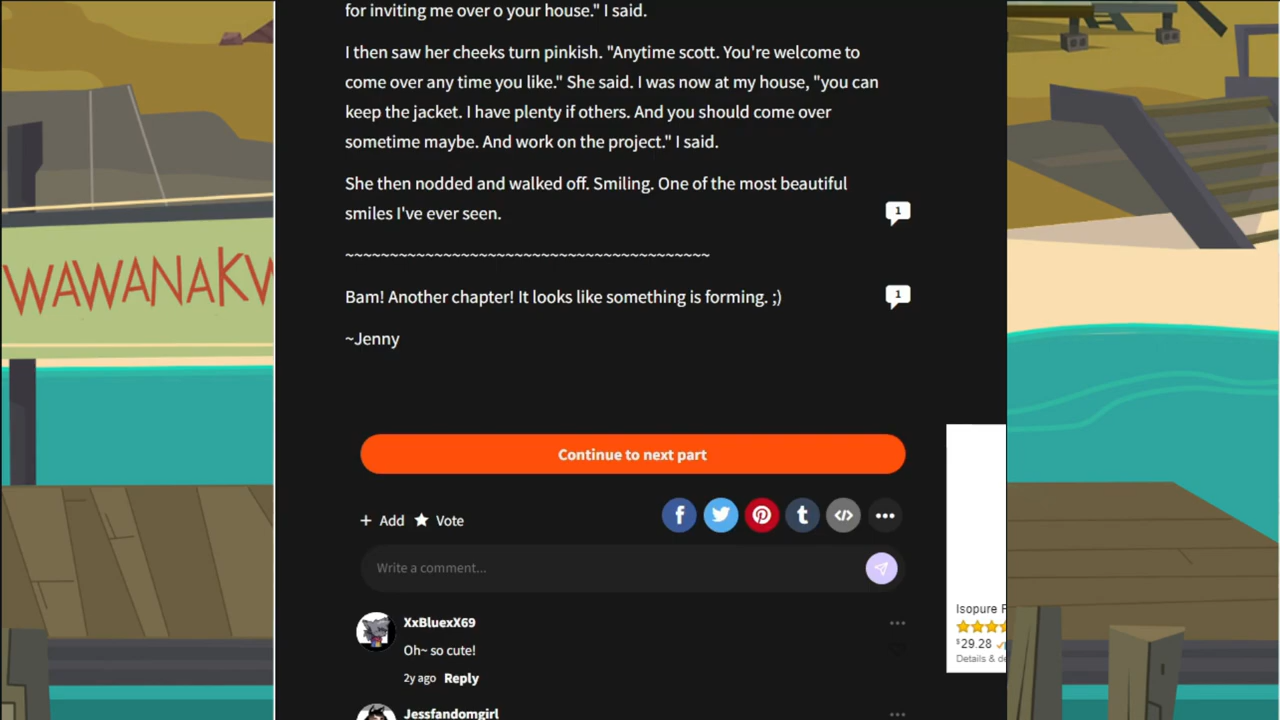 for inviting me over o your house." I said.
I then saw her cheeks turn pinkish. "Anytime scott. You're welcome to
come over any time you like." She said. I was now at my house, "you can
keep the jacket. I have plenty if others. And you should come over
sometime maybe. And work on the project." I said.
She then nodded and walked off. Smiling. One of the most beautiful
smiles I've ever seen.
1
~~~~~~~~~~~~~~~~~~~~~~~~~~~~~~~~~~~~~~~~~
WAWANAKW
Bam! Another chapter! It looks like something is forming. ;)
1
~Jenny
Continue to next part
+ Add ★ Vote
Write a comment...
XxBluexX69
Oh~ so cute!
2y ago Reply
Jessfandomgirl
Isopure
$29.28
Details &